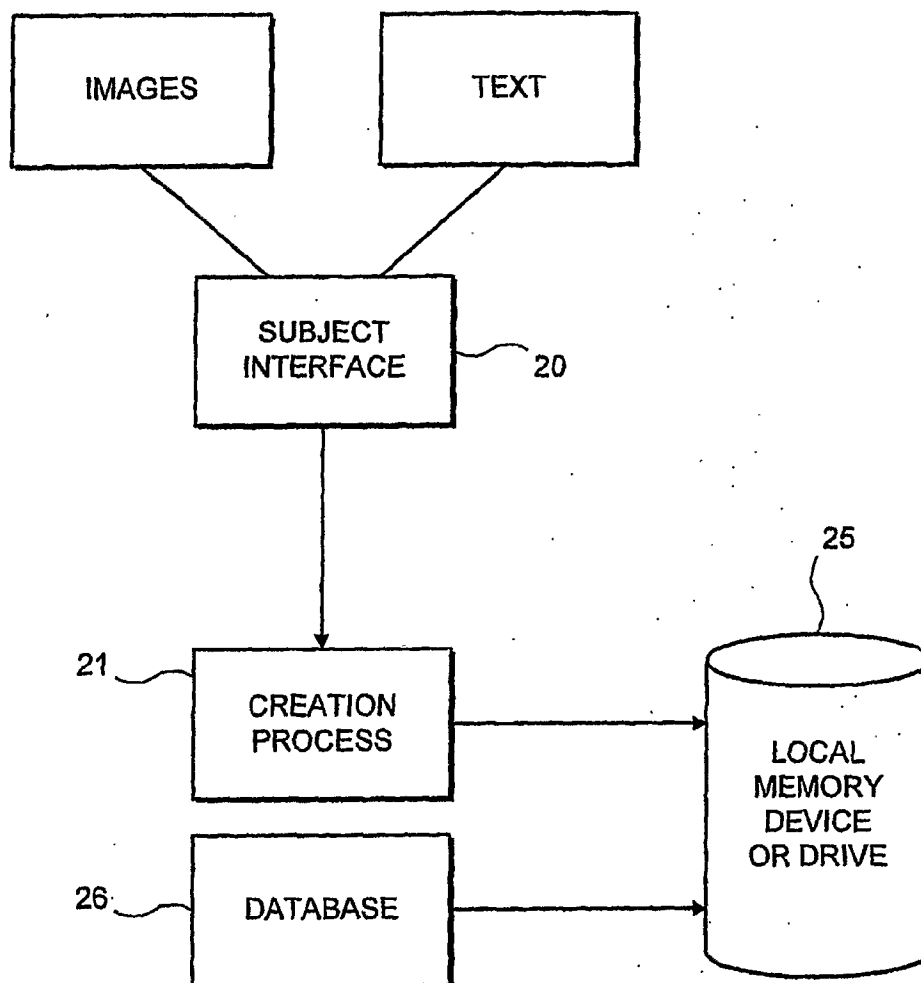 IMAGES
TEXT
SUBJECT
INTERFACE
20
25
21
CREATION
PROCESS
LOCAL
MEMORY
DEVICE
OR DRIVE
26
DATABASE